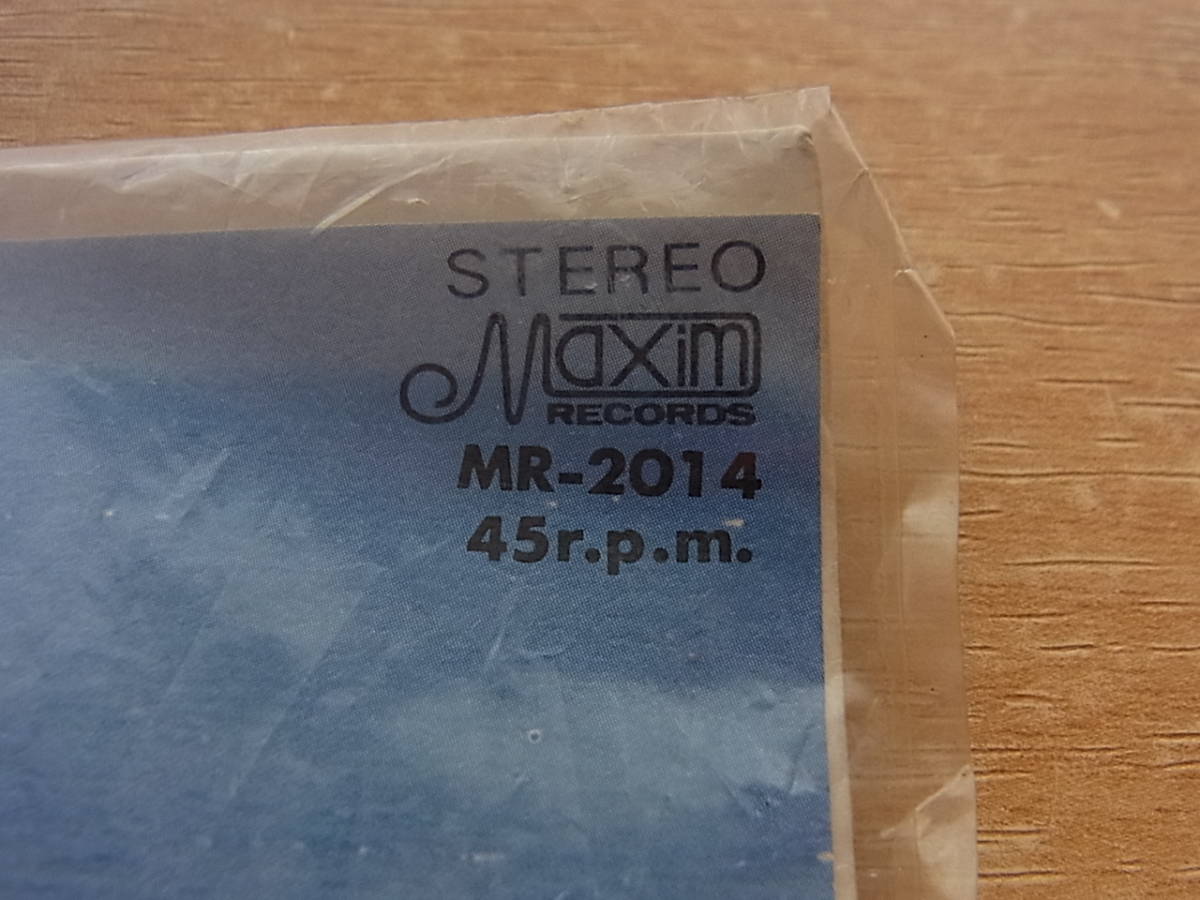 STEREO
Maxim
RECORDS
MR-2014
45r.p.m.